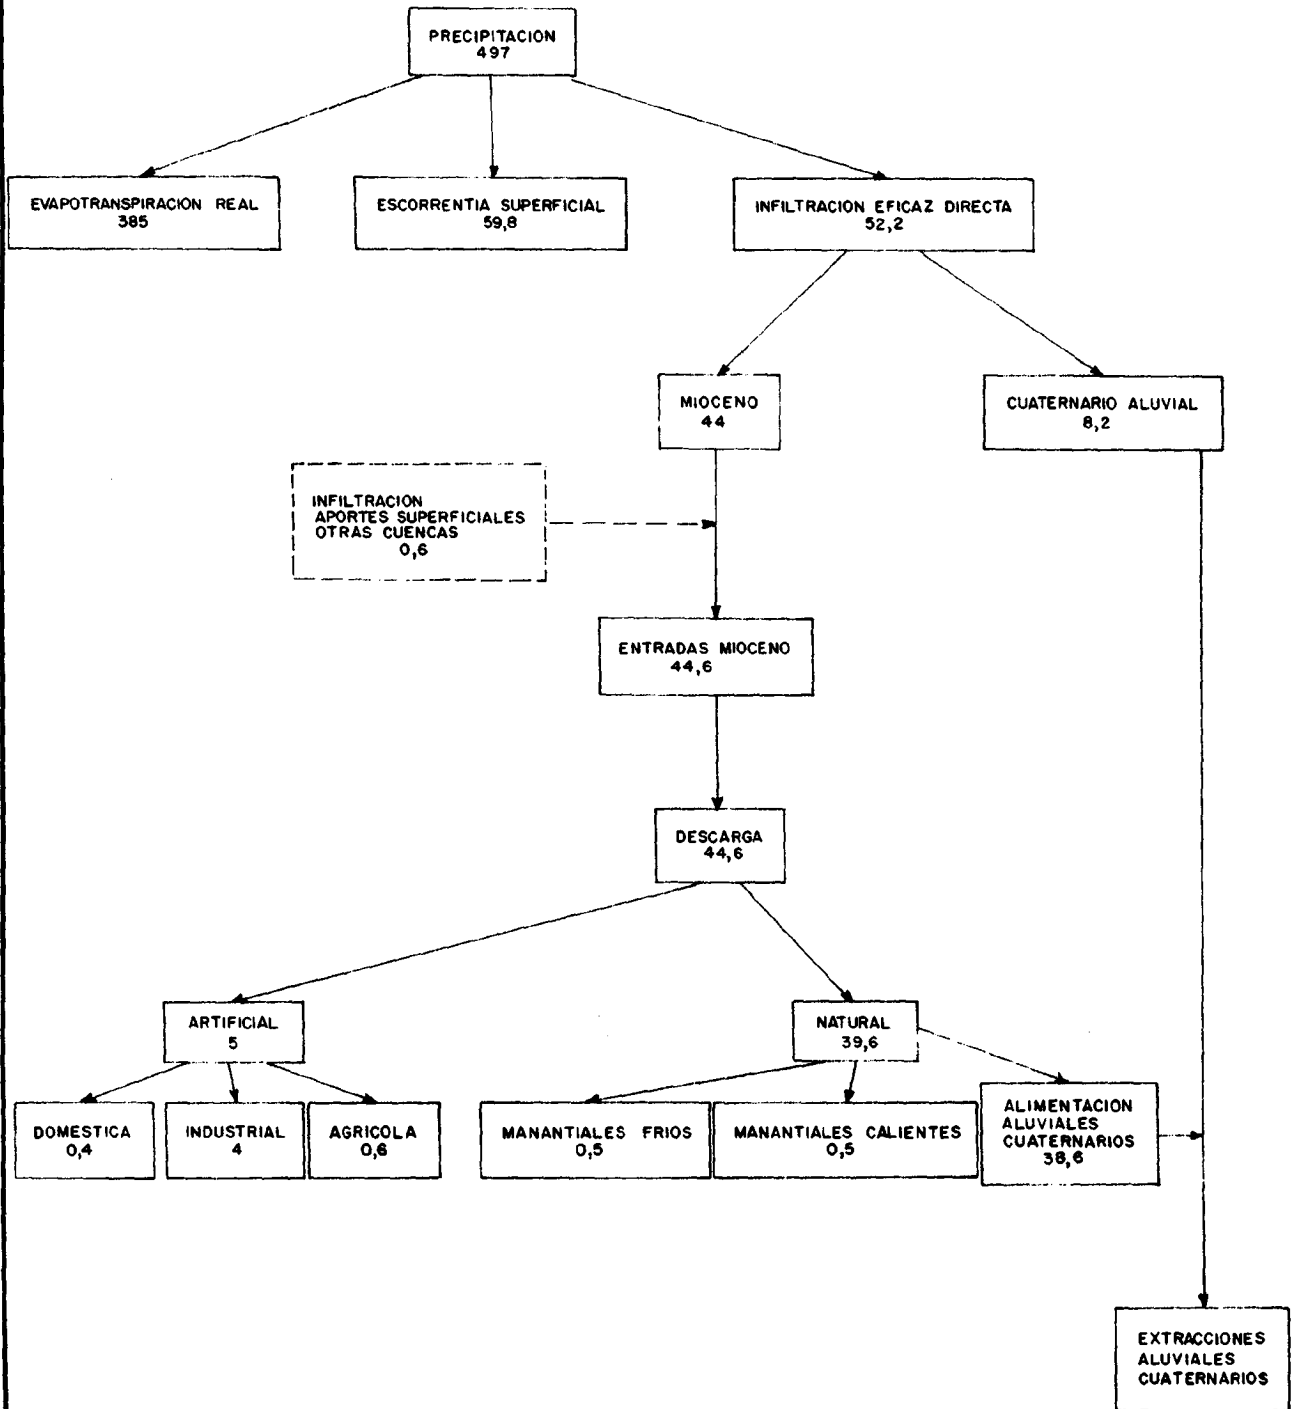 PRECIPITACION
497
EVAPOTRANSPIRACION REAL
385
ESCORRENTIA SUPERFICIAL
59,8
INFILTRACION EFICAZ DIRECTA
52,2
MIOCENO
44
CUATERNARIO ALUVIAL
8,2
INFILTRACION
APORTES SUPERFICIALES
OTRAS CUENCAS
0,6
ENTRADAS MIOCENO
44,6
DESCARGA
44,6
ARTIFICIAL
5
NATURAL
39,6
DOMESTICA
0,4
INDUSTRIAL
4
AGRICOLA
0,6
MANANTIALES FRIOS
0,5
MANANTIALES CALIENTES
0,5
ALIMENTACION
ALUVIALES
CUATERNARIOS
38,6
EXTRACCIONES
ALUVIALES
CUATERNARIOS